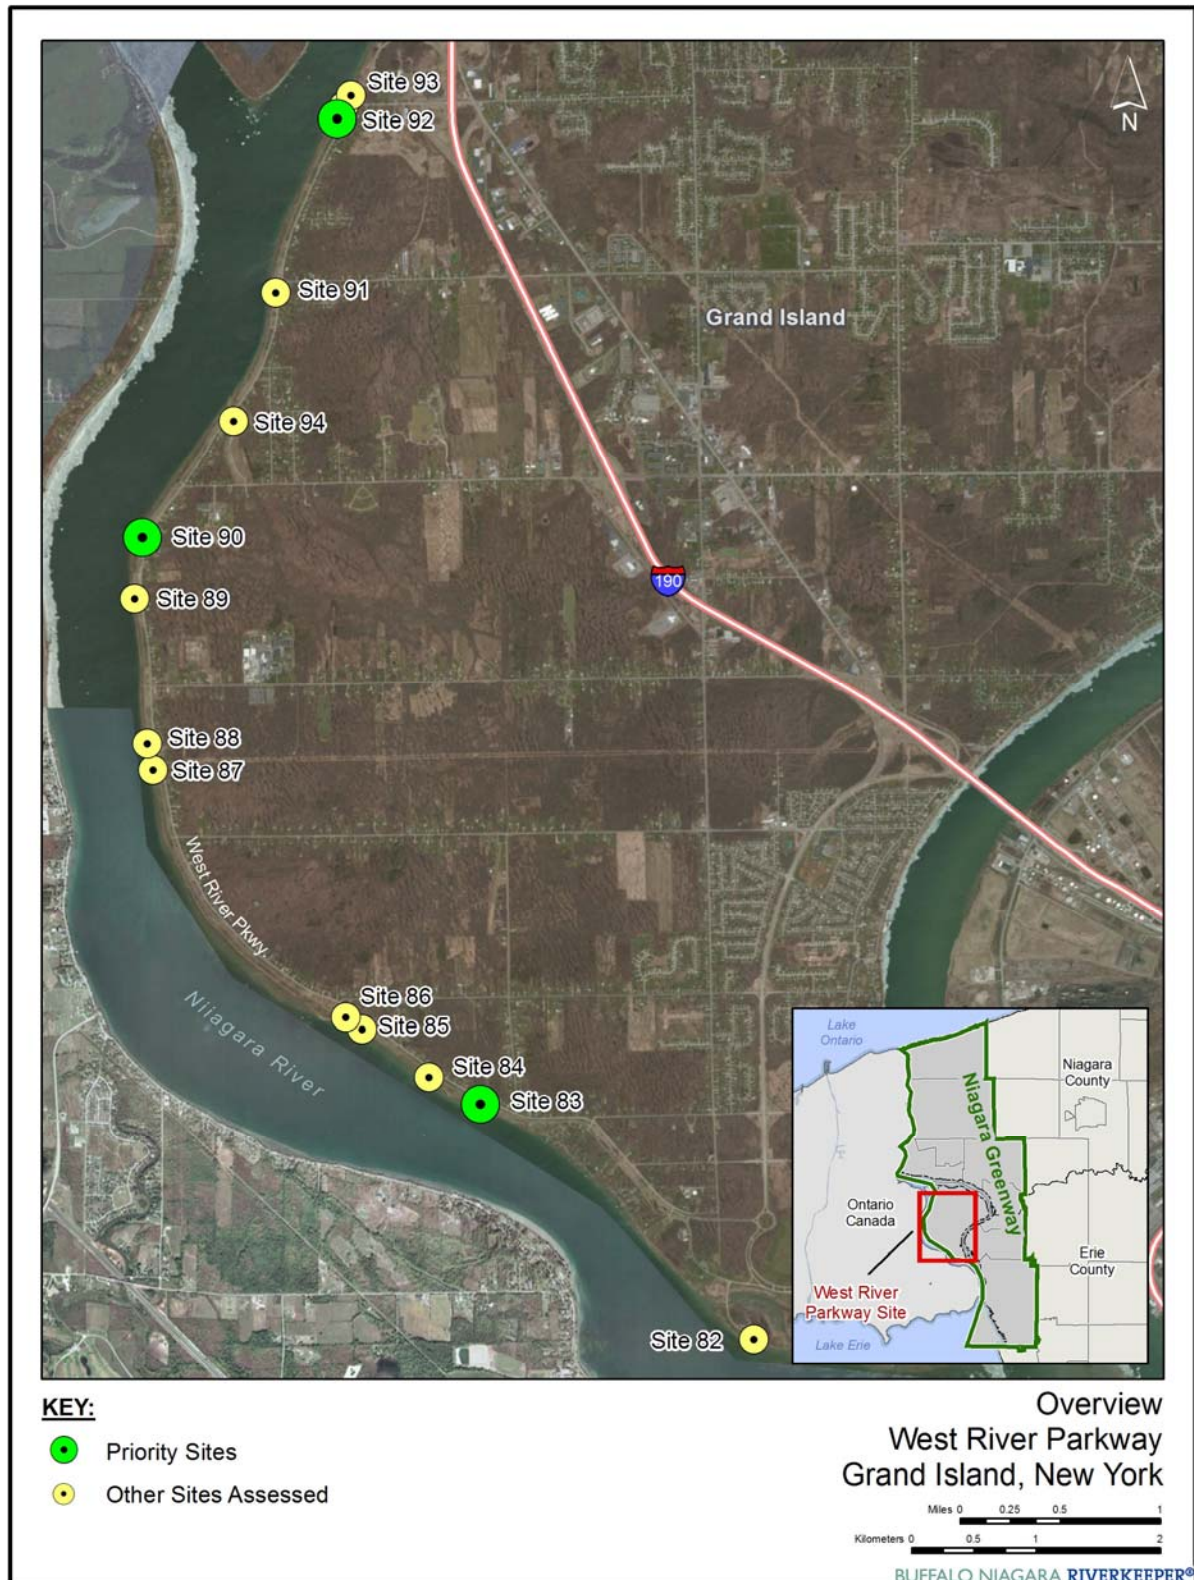 Site 93
Site 92
N
Site 91
Grand Island
Site 94
Site 90
190
Site 89
Site 88
Site 87
West River Pkwy
Site 86
Site 85
Niiagara River
Site 84
Site 83
Site 82
Lake
Ontario
Niagara
County
Niagara Greenway
Ontario
Canada
Erie
County
West River
Parkway Site
Lake Erie
KEY:
Priority Sites
Other Sites Assessed
Overview
West River Parkway
Grand Island, New York
Miles 0 0.25 0.5 1
Kilometers 0 0.5 1 2
BUFFALO NIAGARA RIVERKEEPER®